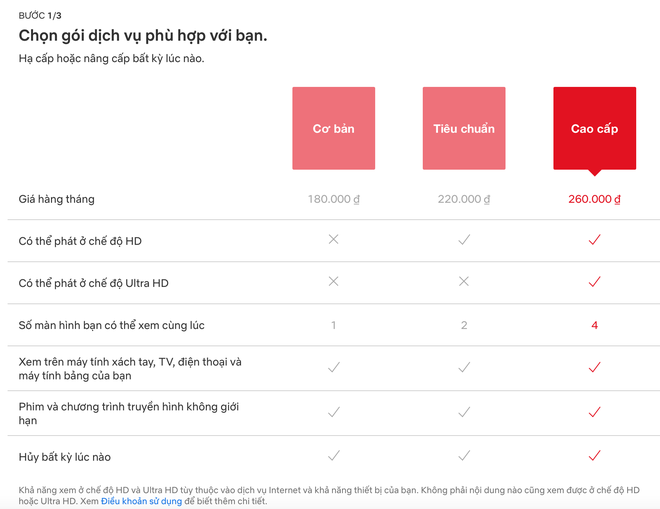 BƯỚC 1/3
Chọn gói dịch vụ phù hợp với bạn.
Hạ cấp hoặc nâng cấp bất kỳ lúc nào.
Cơ bản Tiêu chuẩn Cao cấp
Giá hàng tháng 180.000 ₫ 220.000 ₫ 260.000 ₫
Có thể phát ở chế độ HD
Có thể phát ở chế độ Ultra HD
Số màn hình bạn có thể xem cùng lúc 1 2 4
Xem trên máy tính xách tay, TV, điện thoại và
máy tính bảng của bạn
Phim và chương trình truyền hình không giới
hạn
Hủy bất kỳ lúc nào
Khả năng xem ở chế độ HD và Ultra HD tùy thuộc vào dịch vụ Internet và khả năng thiết bị của bạn. Không phải nội dung nào cũng xem được ở chế độ HD
hoặc Ultra HD. Xem Điều khoản sử dụng để biết thêm chi tiết.